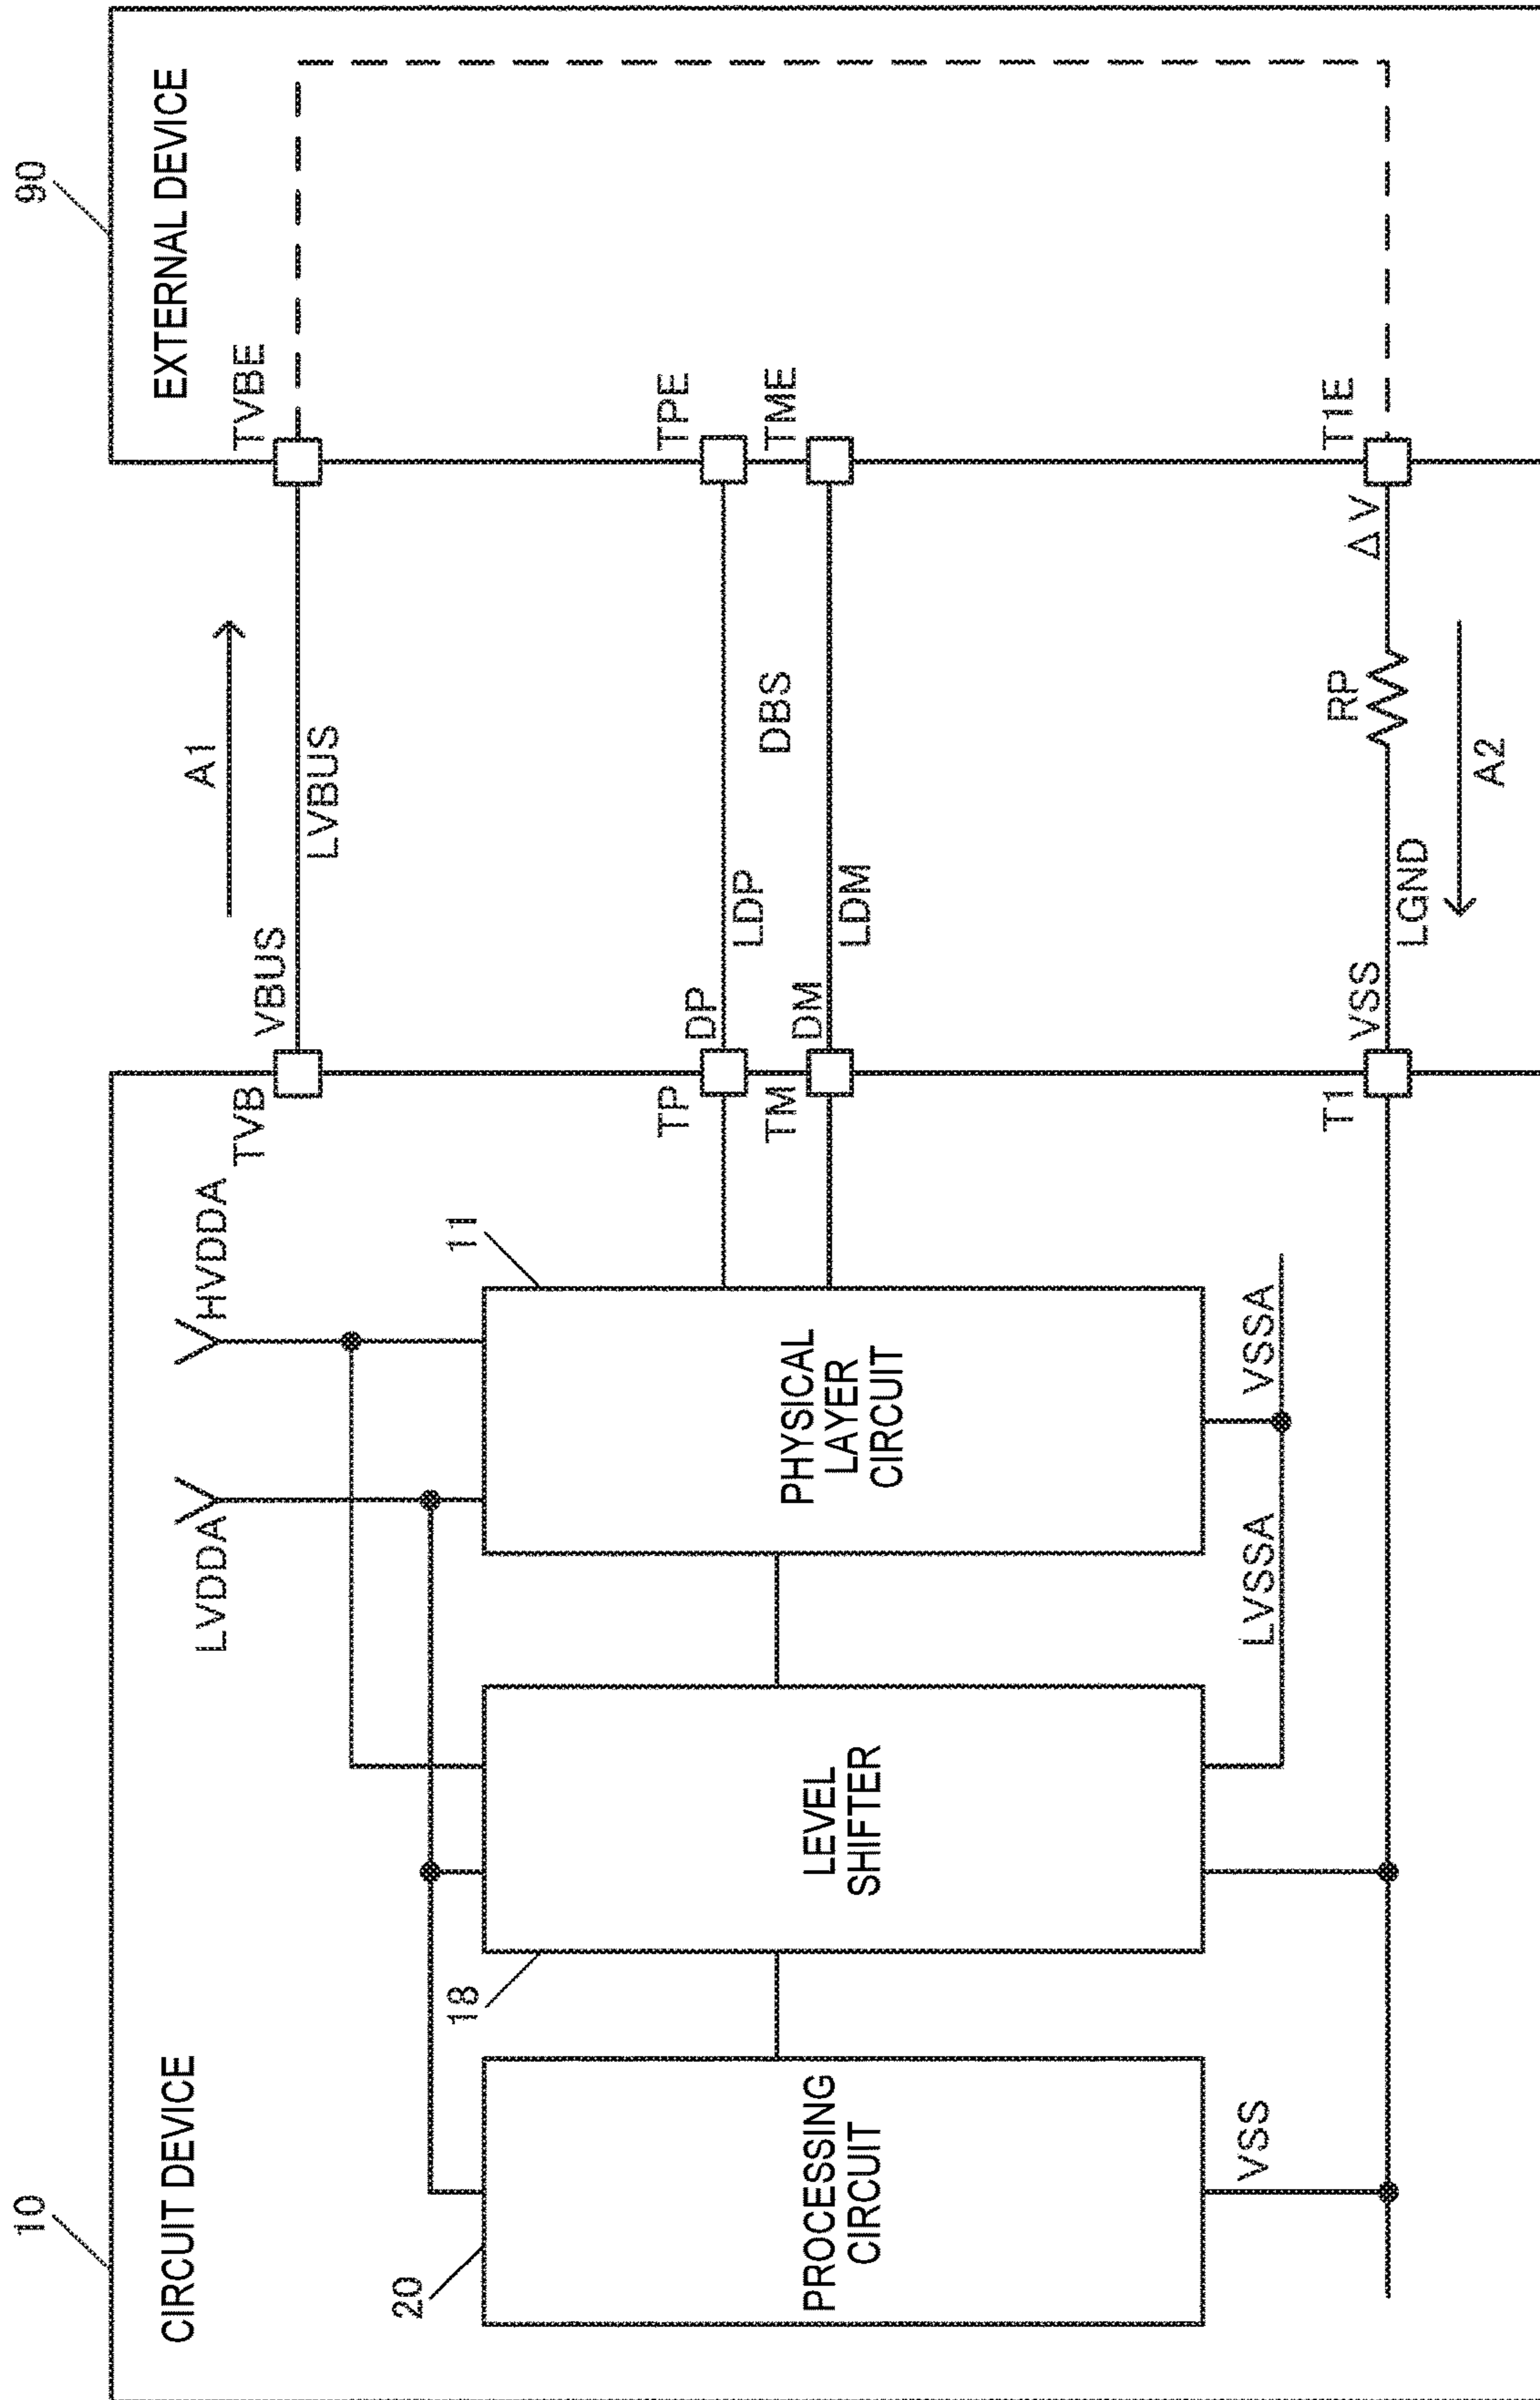 10
CIRCUIT DEVICE
90
EXTERNAL DEVICE
LVDDA
HVDDA
TVB
VBUS
A1
LVBUS
TVBE
20
PROCESSING
CIRCUIT
18
LEVEL
SHIFTER
11
PHYSICAL
LAYER
CIRCUIT
TP
DP
LDP
TPE
DBS
TM
DM
LDM
TME
VSS
LVSSA
VSSA
T1
VSS
LGND
RP
ΔV
T1E
A2